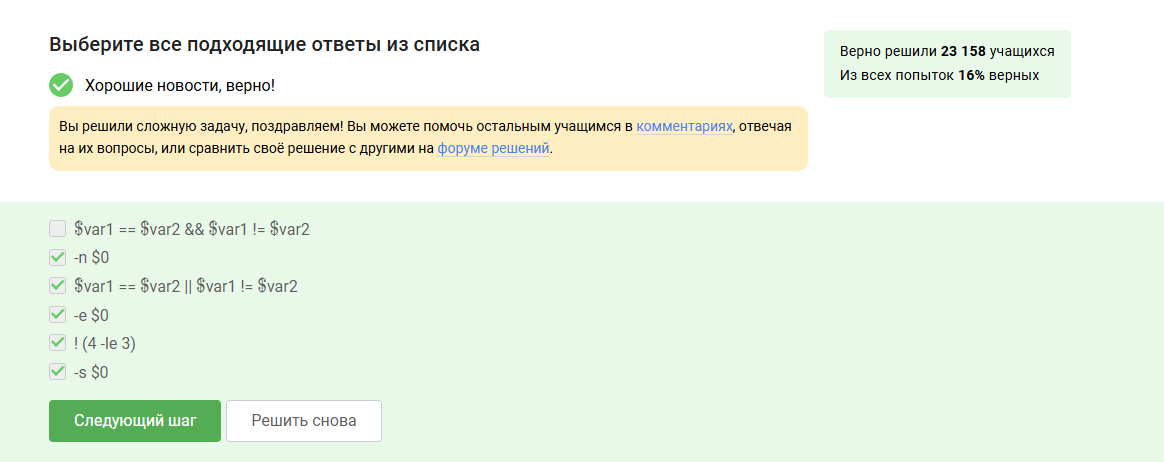 Выберите все подходящие ответы из списка
Верно решили 23 158 учащихся
Из всех попыток 16% верных
Хорошие новости, верно!
Вы решили сложную задачу, поздравляем! Вы можете помочь остальным учащимся в комментариях, отвечая
на их вопросы, или сравнить своё решение с другими на форуме решений.
$var1 == $var2 && $var1 != $var2
-n $0
$var1 == $var2 || $var1 != $var2
-e $0
! (4 -le 3)
-s $0
Следующий шаг
Решить снова